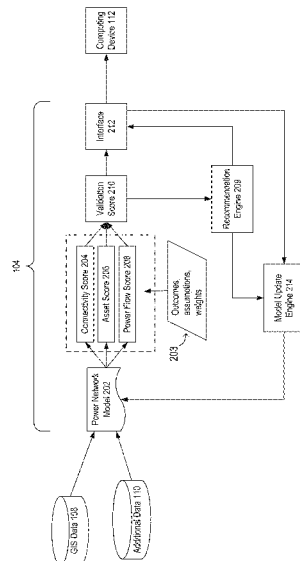 104
GIS Data 108
Additional Data 110
Power Network
Model 202
Connectivity Score 204
Asset Score 206
Power Flow Score 208
Outcomes,
assumptions,
weights
203
Validation
Score 210
Interface
212
Computing
Device 112
Recommendation
Engine 209
Model Update
Engine 214